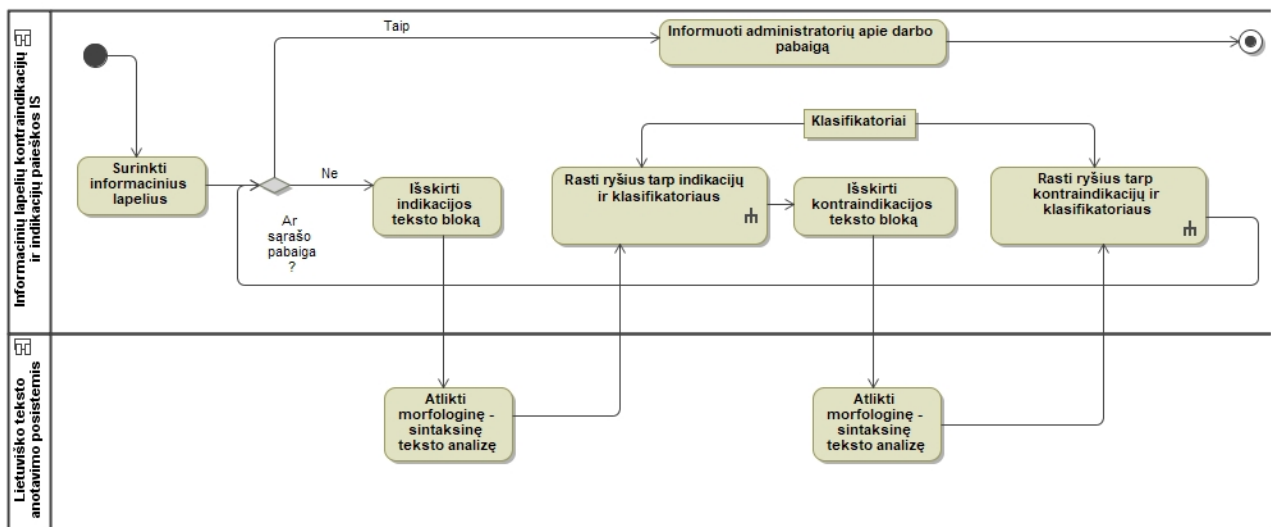 Informacinių lapelių kontraindikacijų
ir indikacijų paieškos IS
Taip
Informuoti administratorių apie darbo
pabaigą
Klasifikatoriai
Surinkti
informacinius
lapelius
Ne
Ar
sąrašo
pabaiga
?
Išskirti
indikacijos
teksto bloką
Rasti ryšius tarp indikacijų
ir klasifikatoriaus
Išskirti
kontraindikacijos
teksto bloką
Rasti ryšius tarp
kontraindikacijų ir
klasifikatoriaus
Lietuviško teksto
anotavimo posistemis
Atlikti
morfologinę -
sintaksinę
teksto analizę
Atlikti
morfologinę -
sintaksinę
teksto analizę